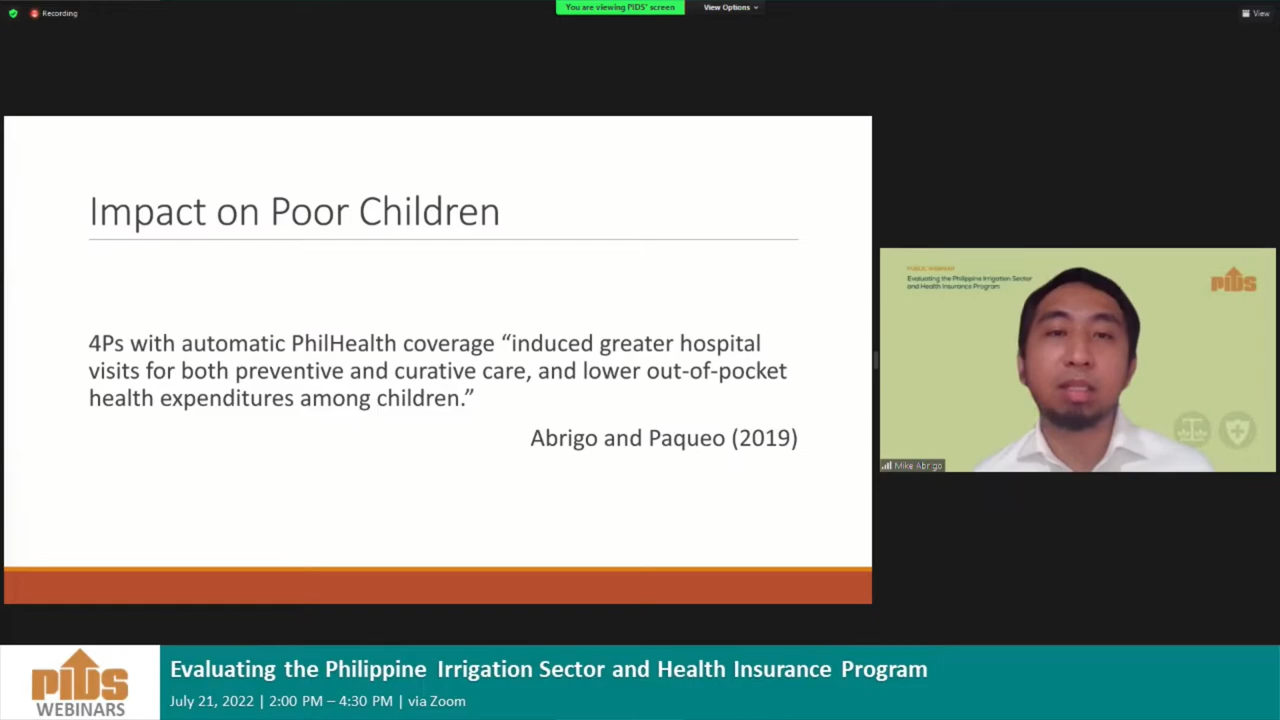 Recording
You are viewing PIDS' screen
View Options
View
Impact on Poor Children
4Ps with automatic PhilHealth coverage “induced greater hospital
visits for both preventive and curative care, and lower out-of-pocket
health expenditures among children.”
Abrigo and Paqueo (2019)
PUBLIC WEBINAR
Evaluating the Philippine Irrigation Sector
and Health Insurance Program
PIDS
Mike Abrigo
PIDS
WEBINARS
Evaluating the Philippine Irrigation Sector and Health Insurance Program
July 21, 2022 | 2:00 PM – 4:30 PM | via Zoom